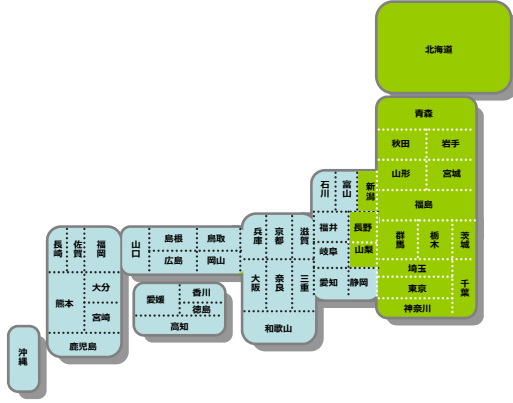 北海道
青森
秋田 岩手
山形 宮城
福島
石川 富山 新潟
福井 長野
岐阜 山梨
愛知 静岡
群馬 栃木 茨城
埼玉
東京
千葉
神奈川
兵庫 京都 滋賀
大阪 奈良 三重
和歌山
山口
島根 鳥取
広島 岡山
愛媛 香川
徳島
高知
長崎 佐賀 福岡
熊本 大分
宮崎
鹿児島
沖縄